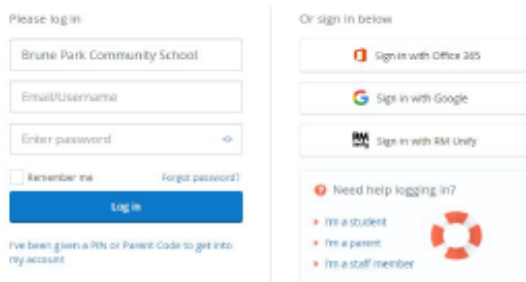 Please log in
Brune Park Community School
Email/Username
Enter password
Remember me
Forgot password?
Log in
I've been given a PIN or Parent Code to get into
my account
Or sign in below
Sign in with Office 365
Sign in with Google
RM
unify
Sign in with RM Unify
Need help logging in?
I'm a student
I'm a parent
I'm a staff member